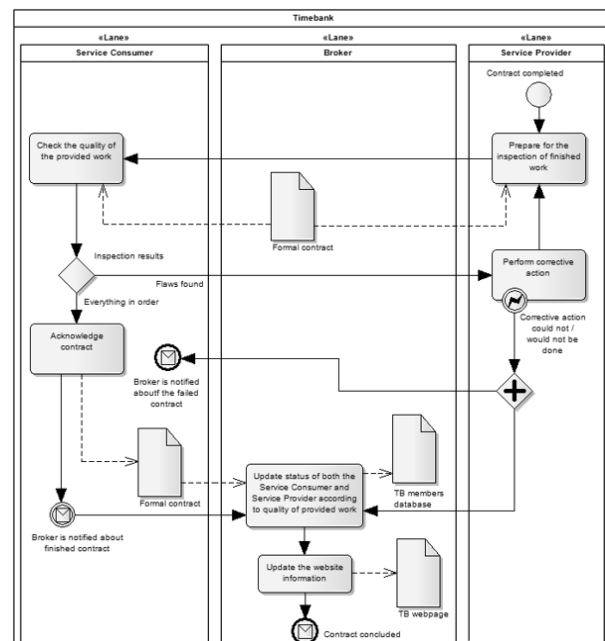 Timebank
«Lane»
«Lane»
«Lane»
Service Consumer
Broker
Service Provider
Contract completed
Check the quality of
the provided work
Prepare for the
inspection of finished
work
Formal contract
Inspection results
Flaws found
Perform corrective
action
Everything in order
Corrective action
could not /
would not be
done
Acknowledge
contract
Broker is notified
aboutf the failed
contract
Formal contract
Update status of both the
Service Consumer and
Service Provider according
to quality of provided work
TB members
database
Broker is notified about
finished contract
Update the website
information
TB webpage
Contract concluded